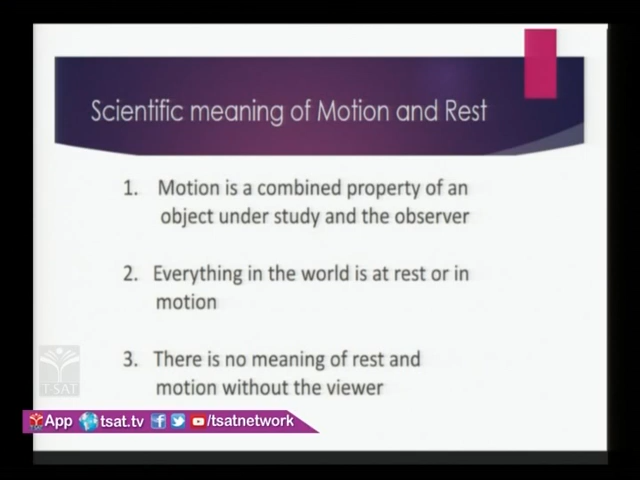 Scientific meaning of Motion and Rest
1. Motion is a combined property of an
object under study and the observer
2. Everything in the world is at rest or in
motion
3. There is no meaning of rest and
motion without the viewer
T-SAT
App tsat.tv /tsatnetwork